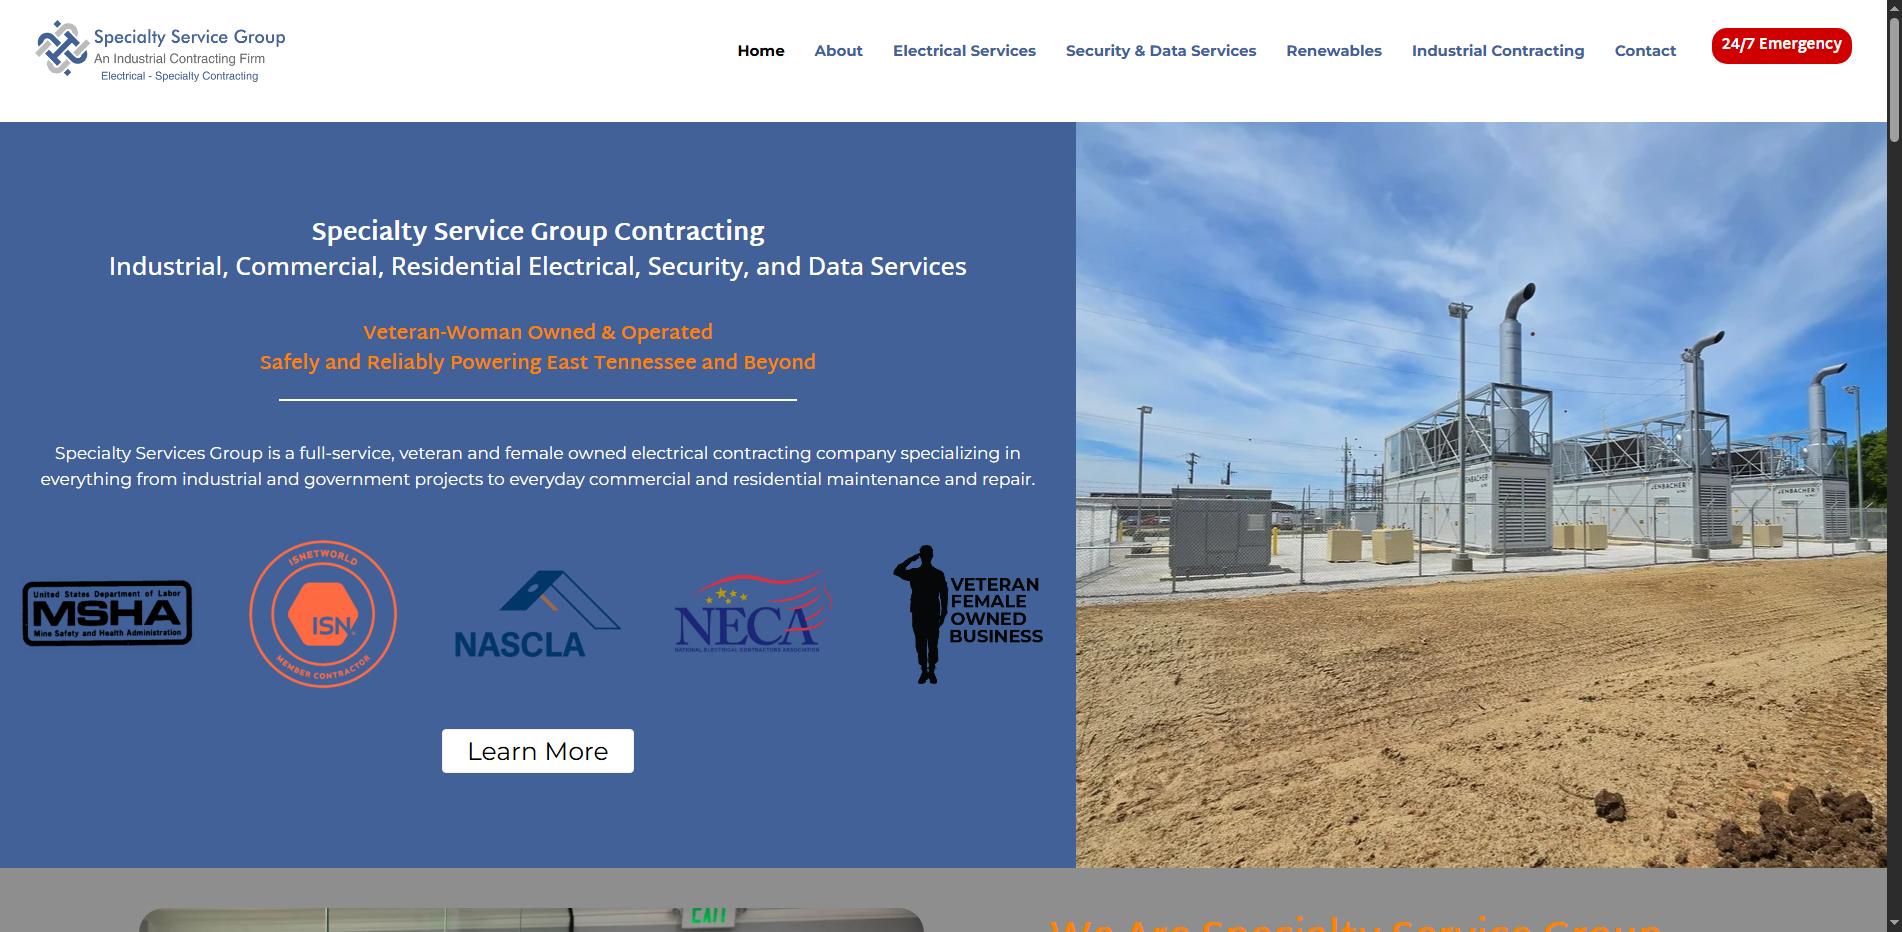 Specialty Service Group
An Industrial Contracting Firm
Electrical - Specialty Contracting
Home
About
Electrical Services
Security & Data Services
Renewables
Industrial Contracting
Contact
24/7 Emergency
Specialty Service Group Contracting
Industrial, Commercial, Residential Electrical, Security, and Data Services
Veteran-Woman Owned & Operated
Safely and Reliably Powering East Tennessee and Beyond
Specialty Services Group is a full-service, veteran and female owned electrical contracting company specializing in
everything from industrial and government projects to everyday commercial and residential maintenance and repair.
United States Department of Labor
MSHA
Mine Safety and Health Administration
ISNETWORLD
ISN
MEMBER CONTRACTOR
NASCLA
NECA
NATIONAL ELECTRICAL CONTRACTORS ASSOCIATION
VETERAN
FEMALE
OWNED
BUSINESS
Learn More
JENBACHER
JENBACHER
JENBACHER
EXIT
We Are Specialty Service Group